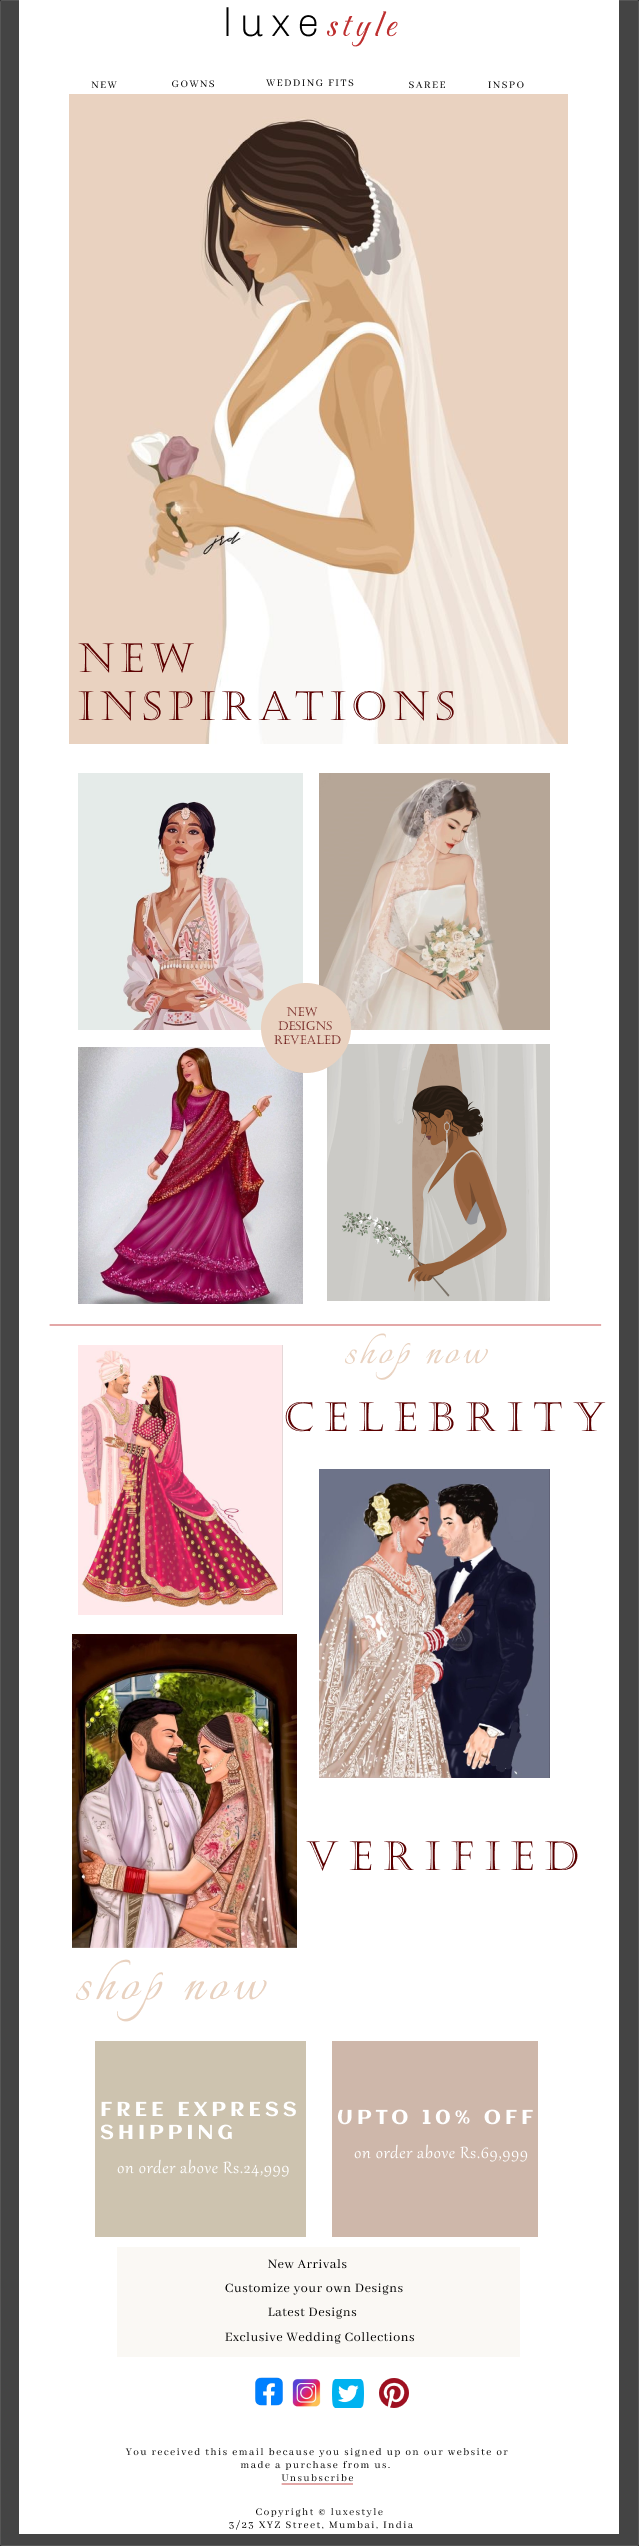 luxe style
NEW GOWNS WEDDING FITS SAREE INSPO
jrd
NEW
INSPIRATIONS
NEW
DESIGNS
REVEALED
shop now
CELEBRITY
VERIFIED
shop now
FREE EXPRESS
SHIPPING
on order above Rs.24,999
UPTO 10% OFF
on order above Rs.69,999
New Arrivals
Customize your own Designs
Latest Designs
Exclusive Wedding Collections
You received this email because you signed up on our website or
made a purchase from us.
Unsubscribe
Copyright © luxestyle
3/23 XYZ Street, Mumbai, India